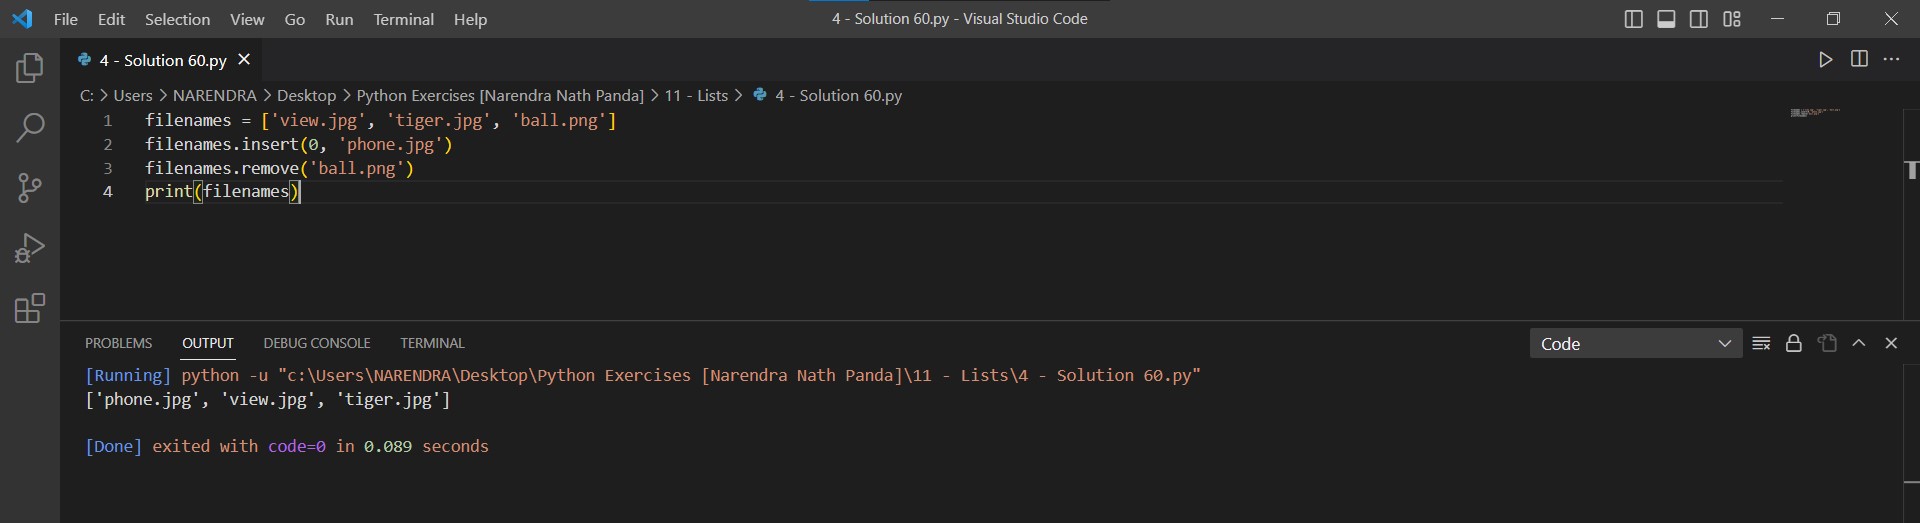 File Edit Selection View Go Run Terminal Help 4 - Solution 60.py - Visual Studio Code
4 - Solution 60.py
C: > Users > NARENDRA > Desktop > Python Exercises [Narendra Nath Panda] > 11 - Lists > 4 - Solution 60.py
1 filenames = ['view.jpg', 'tiger.jpg', 'ball.png']
2 filenames.insert(0, 'phone.jpg')
3 filenames.remove('ball.png')
4 print(filenames)
PROBLEMS OUTPUT DEBUG CONSOLE TERMINAL Code
[Running] python -u "c:\Users\NARENDRA\Desktop\Python Exercises [Narendra Nath Panda]\11 - Lists\4 - Solution 60.py"
['phone.jpg', 'view.jpg', 'tiger.jpg']
[Done] exited with code=0 in 0.089 seconds